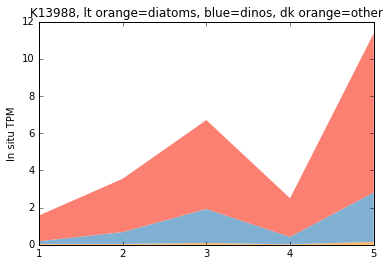 K13988, lt orange=diatoms, blue=dinos, dk orange=other
12
10
8
6
4
2
0
In situ TPM
1 2 3 4 5